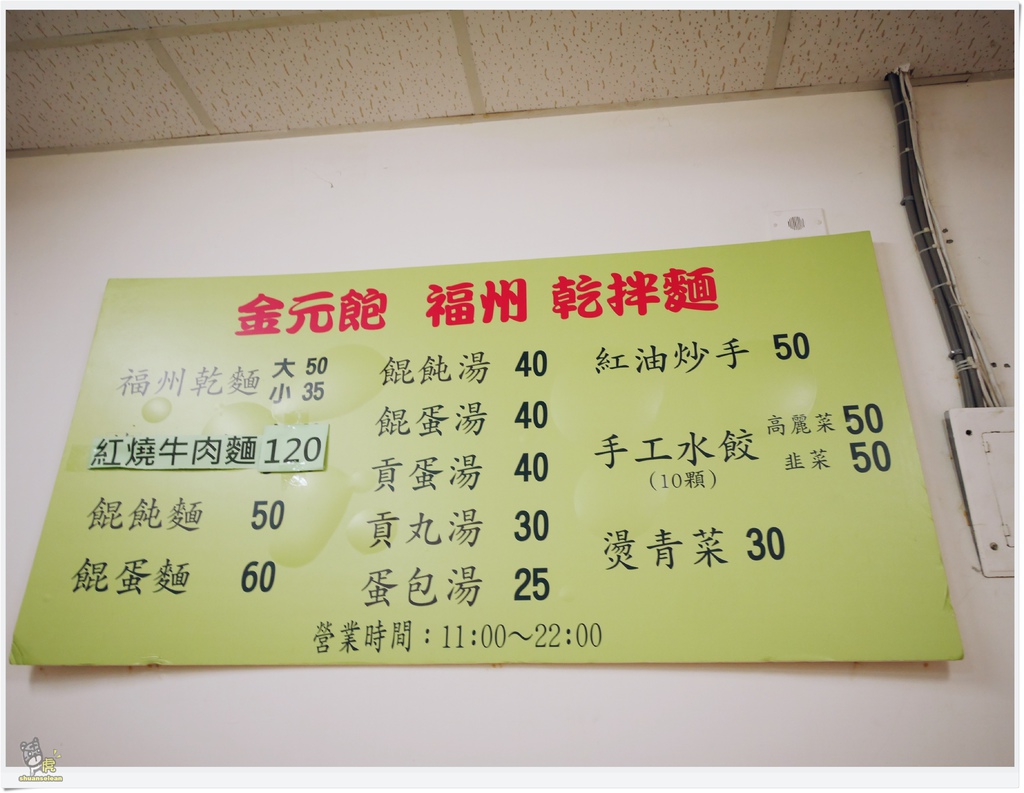 金元館 福州 乾拌麵
福州乾麵 大 50
小 35
紅燒牛肉麵 120
餛飩麵 50
餛蛋麵 60
餛飩湯 40
餛蛋湯 40
貢蛋湯 40
貢丸湯 30
蛋包湯 25
紅油炒手 50
手工水餃 高麗菜 50
(10顆) 韭菜 50
燙青菜 30
營業時間：11:00～22:00
虎
chuanselean